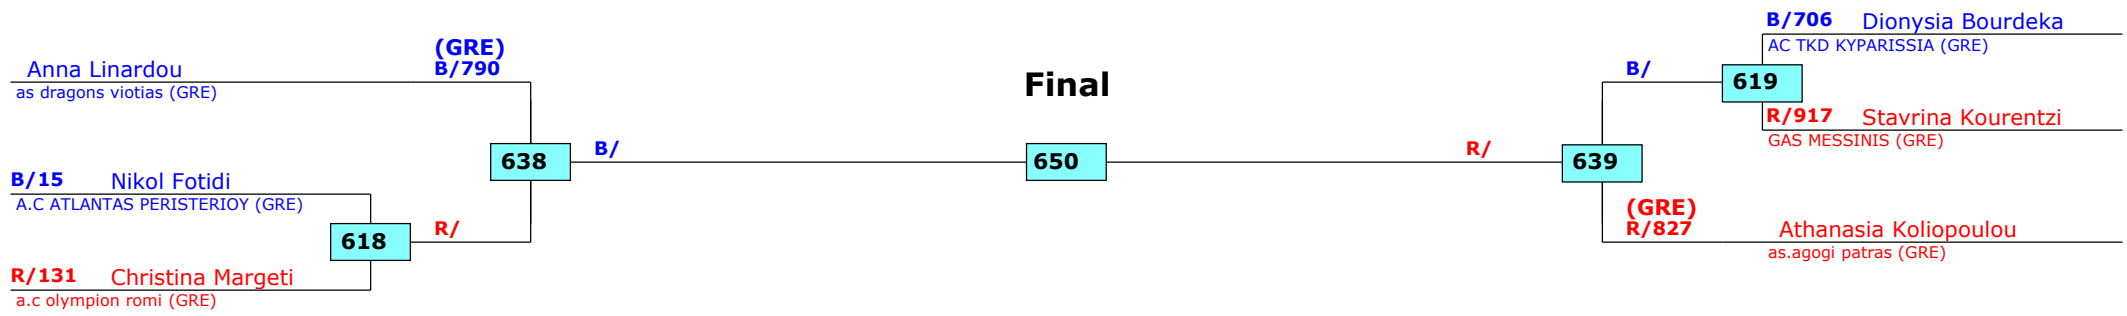 (GRE)
Anna Linardou B/790
as dragons viotias (GRE)
638 B/
B/15 Nikol Fotidi
A.C ATLANTAS PERISTERIOY (GRE)
618 R/
R/131 Christina Margeti
a.c olympion romi (GRE)
Final
650
B/706 Dionysia Bourdeka
AC TKD KYPARISSIA (GRE)
B/ 619
R/917 Stavrina Kourentzi
GAS MESSINIS (GRE)
R/ 639
(GRE)
R/827 Athanasia Koliopoulou
as.agogi patras (GRE)